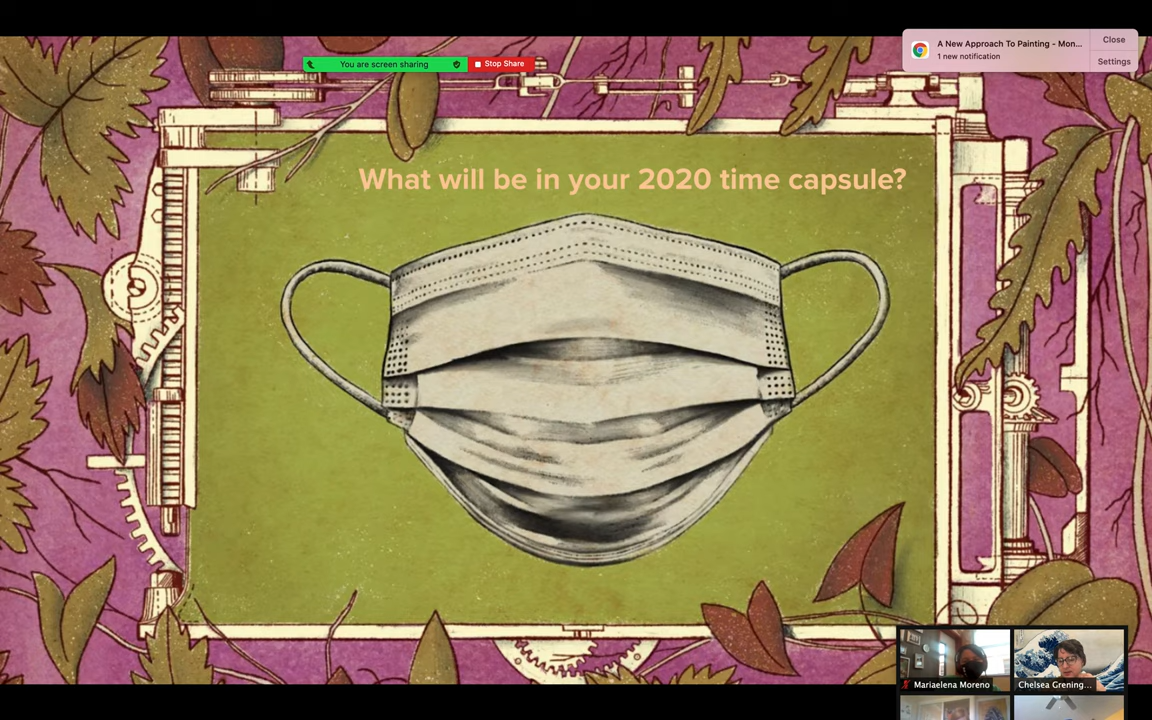 A New Approach To Painting - Mon...
1 new notification
Close
Settings
You are screen sharing
Stop Share
What will be in your 2020 time capsule?
Mariaelena Moreno
Chelsea Grening...